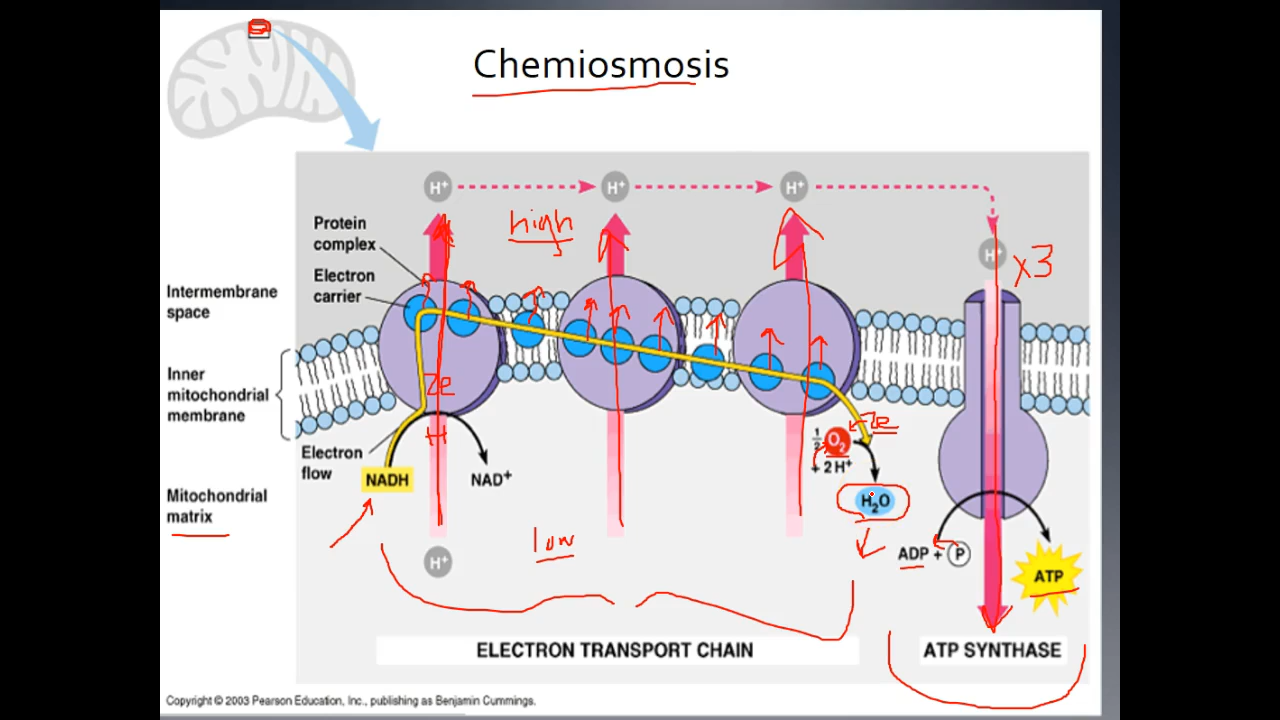 Chemiosmosis
H⁺
H⁺
H⁺
high
Protein
complex
Electron
carrier
H⁺
x3
Intermembrane
space
Inner
mitochondrial
membrane
2e
H
Electron
flow
NADH
NAD⁺
2e
1/2 O₂
+ 2 H⁺
H₂O
Mitochondrial
matrix
low
H⁺
ADP + P
ATP
ELECTRON TRANSPORT CHAIN
ATP SYNTHASE
Copyright © 2003 Pearson Education, Inc., publishing as Benjamin Cummings.